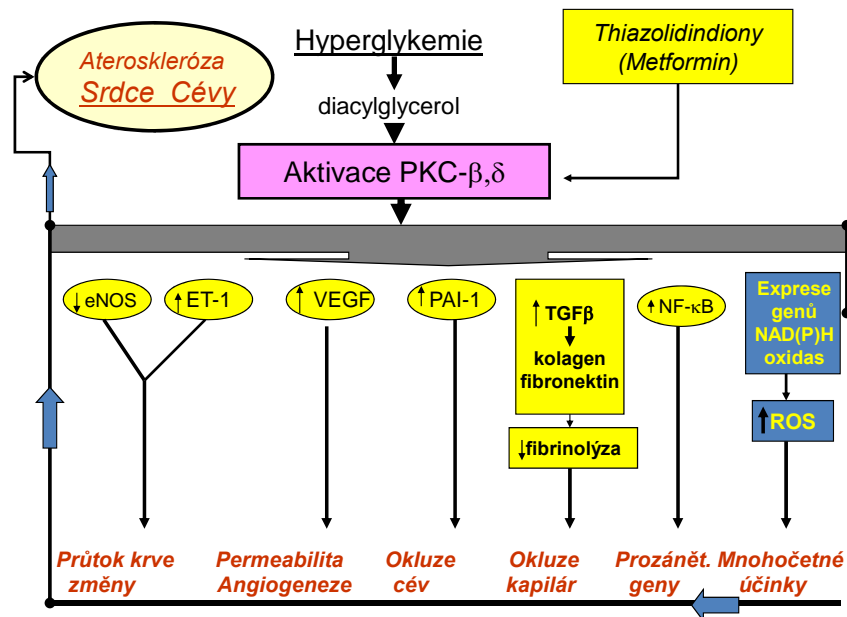 Ateroskleróza
Srdce Cévy
Hyperglykemie
Thiazolidindiony
(Metformin)
diacylglycerol
Aktivace PKC-β,δ
↓ eNOS
↑ ET-1
↑ VEGF
↑ PAI-1
↑ TGFβ
kolagen
fibronektin
↓fibrinolýza
↑ NF-κB
Exprese
genů
NAD(P)H
oxidas
↑ROS
Průtok krve
změny
Permeabilita
Angiogeneze
Okluze
cév
Okluze
kapilár
Prozánět.
geny
Mnohočetné
účinky